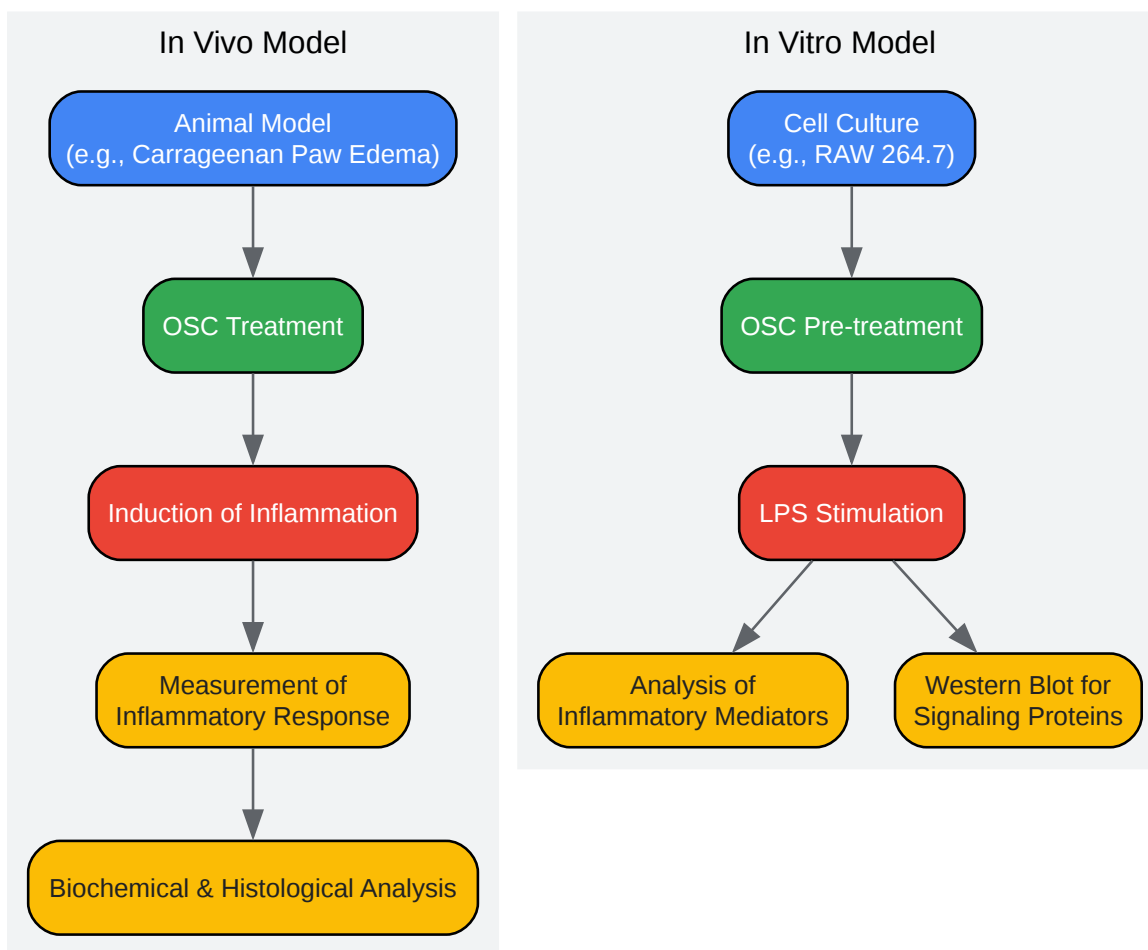 In Vivo Model
Animal Model
(e.g., Carrageenan Paw Edema)
OSC Treatment
Induction of Inflammation
Measurement of
Inflammatory Response
Biochemical & Histological Analysis
In Vitro Model
Cell Culture
(e.g., RAW 264.7)
OSC Pre-treatment
LPS Stimulation
Analysis of
Inflammatory Mediators
Western Blot for
Signaling Proteins